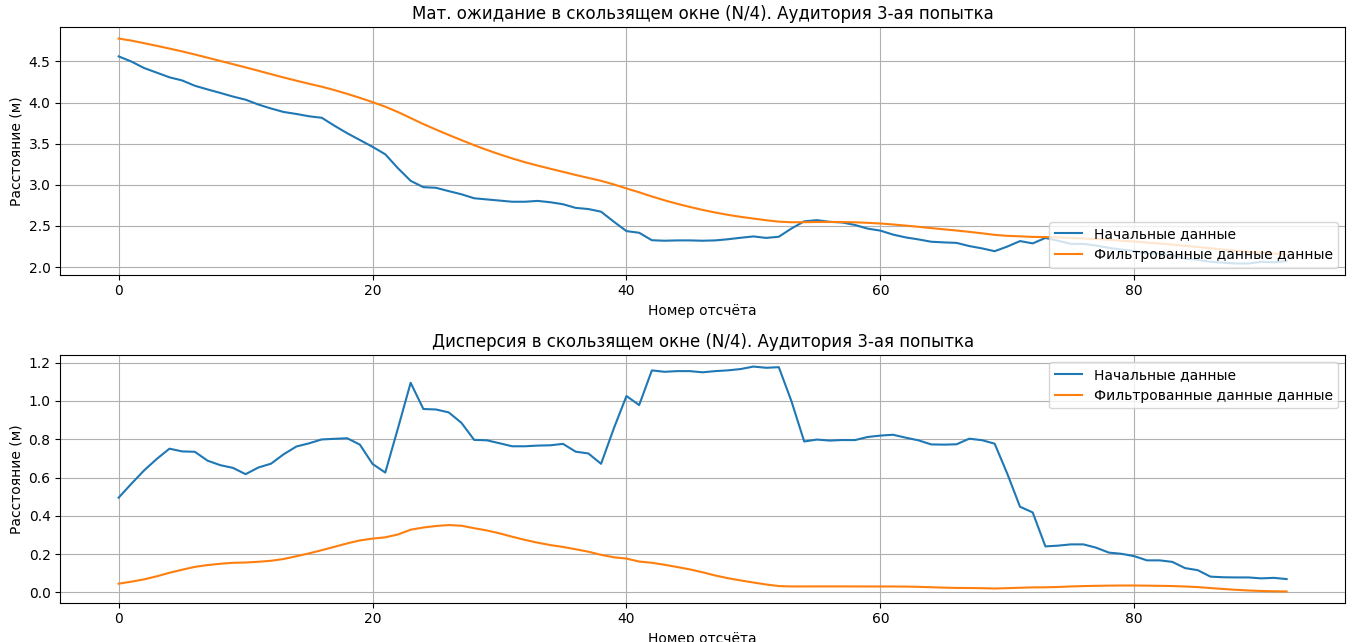 Мат. ожидание в скользящем окне (N/4). Аудитория 3-ая попытка
Расстояние (м)
4.5
4.0
3.5
3.0
2.5
2.0
Начальные данные
Фильтрованные данные данные
0 20 40 60 80
Номер отсчёта
Дисперсия в скользящем окне (N/4). Аудитория 3-ая попытка
Расстояние (м)
1.2
1.0
0.8
0.6
0.4
0.2
0.0
Начальные данные
Фильтрованные данные данные
0 20 40 60 80
Номер отсчёта